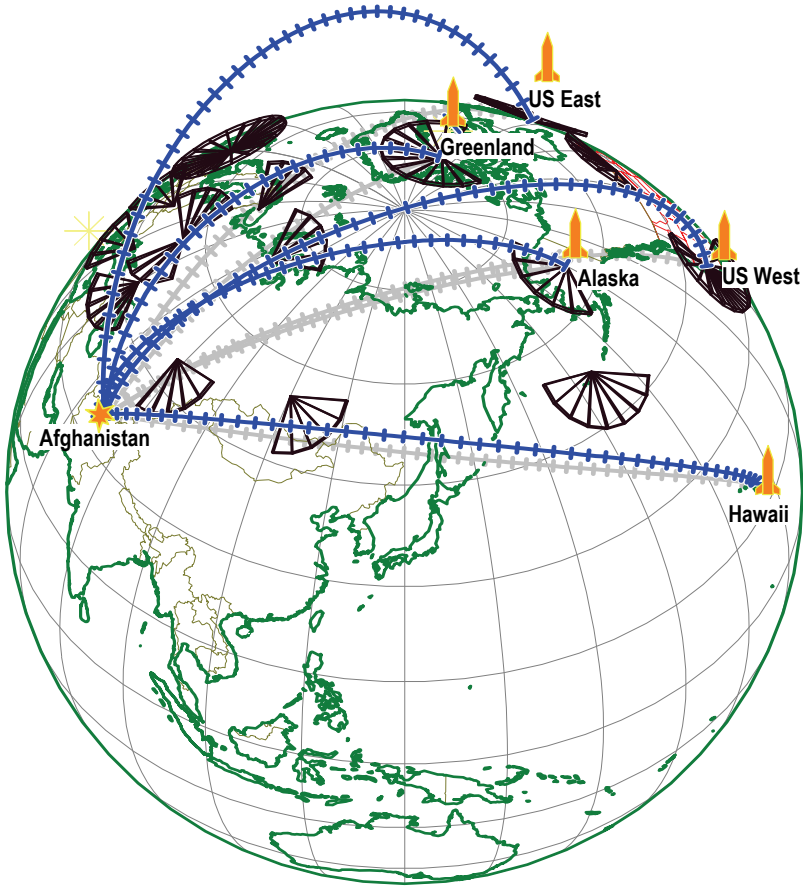 US East
Greenland
Alaska
US West
Afghanistan
Hawaii